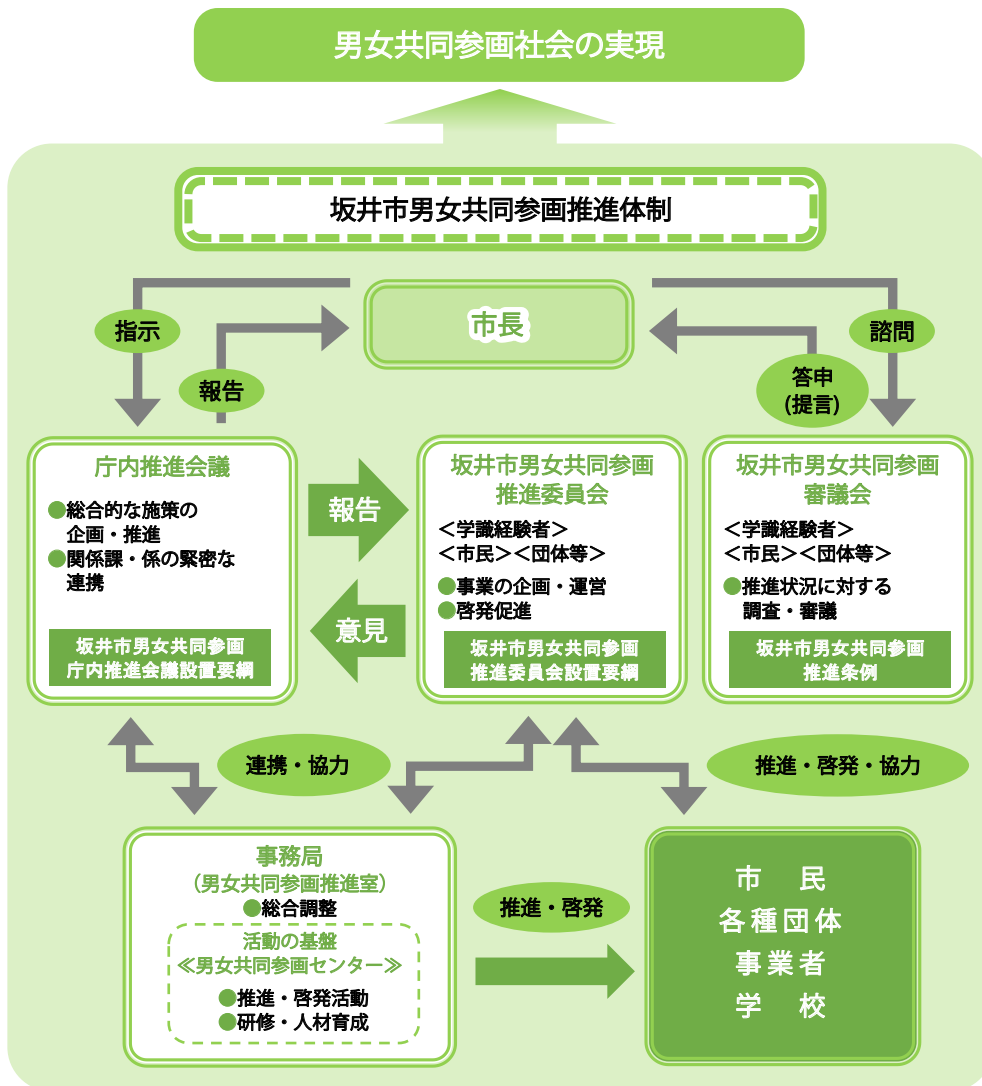 男女共同参画社会の実現
坂井市男女共同参画推進体制
市長
指示
報告
諮問
答申
(提言)
庁内推進会議
●総合的な施策の
企画・推進
●関係課・係の緊密な
連携
坂井市男女共同参画
庁内推進会議設置要綱
報告
意見
坂井市男女共同参画
推進委員会
＜学識経験者＞
＜市民＞＜団体等＞
●事業の企画・運営
●啓発促進
坂井市男女共同参画
推進委員会設置要綱
坂井市男女共同参画
審議会
＜学識経験者＞
＜市民＞＜団体等＞
●推進状況に対する
調査・審議
坂井市男女共同参画
推進条例
連携・協力
推進・啓発・協力
事務局
（男女共同参画推進室）
●総合調整
活動の基盤
≪男女共同参画センター≫
●推進・啓発活動
●研修・人材育成
推進・啓発
市　民
各種団体
事業者
学　校